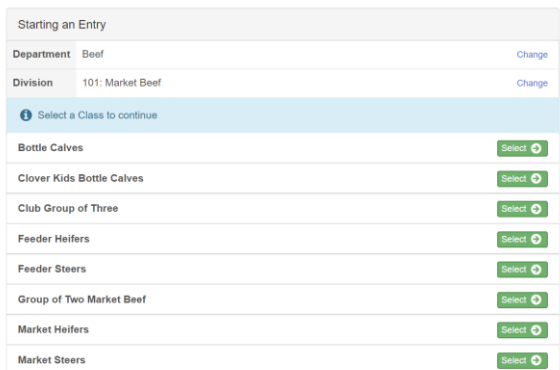 Starting an Entry
Department Beef Change
Division 101: Market Beef Change
Select a Class to continue
Bottle Calves Select
Clover Kids Bottle Calves Select
Club Group of Three Select
Feeder Heifers Select
Feeder Steers Select
Group of Two Market Beef Select
Market Heifers Select
Market Steers Select